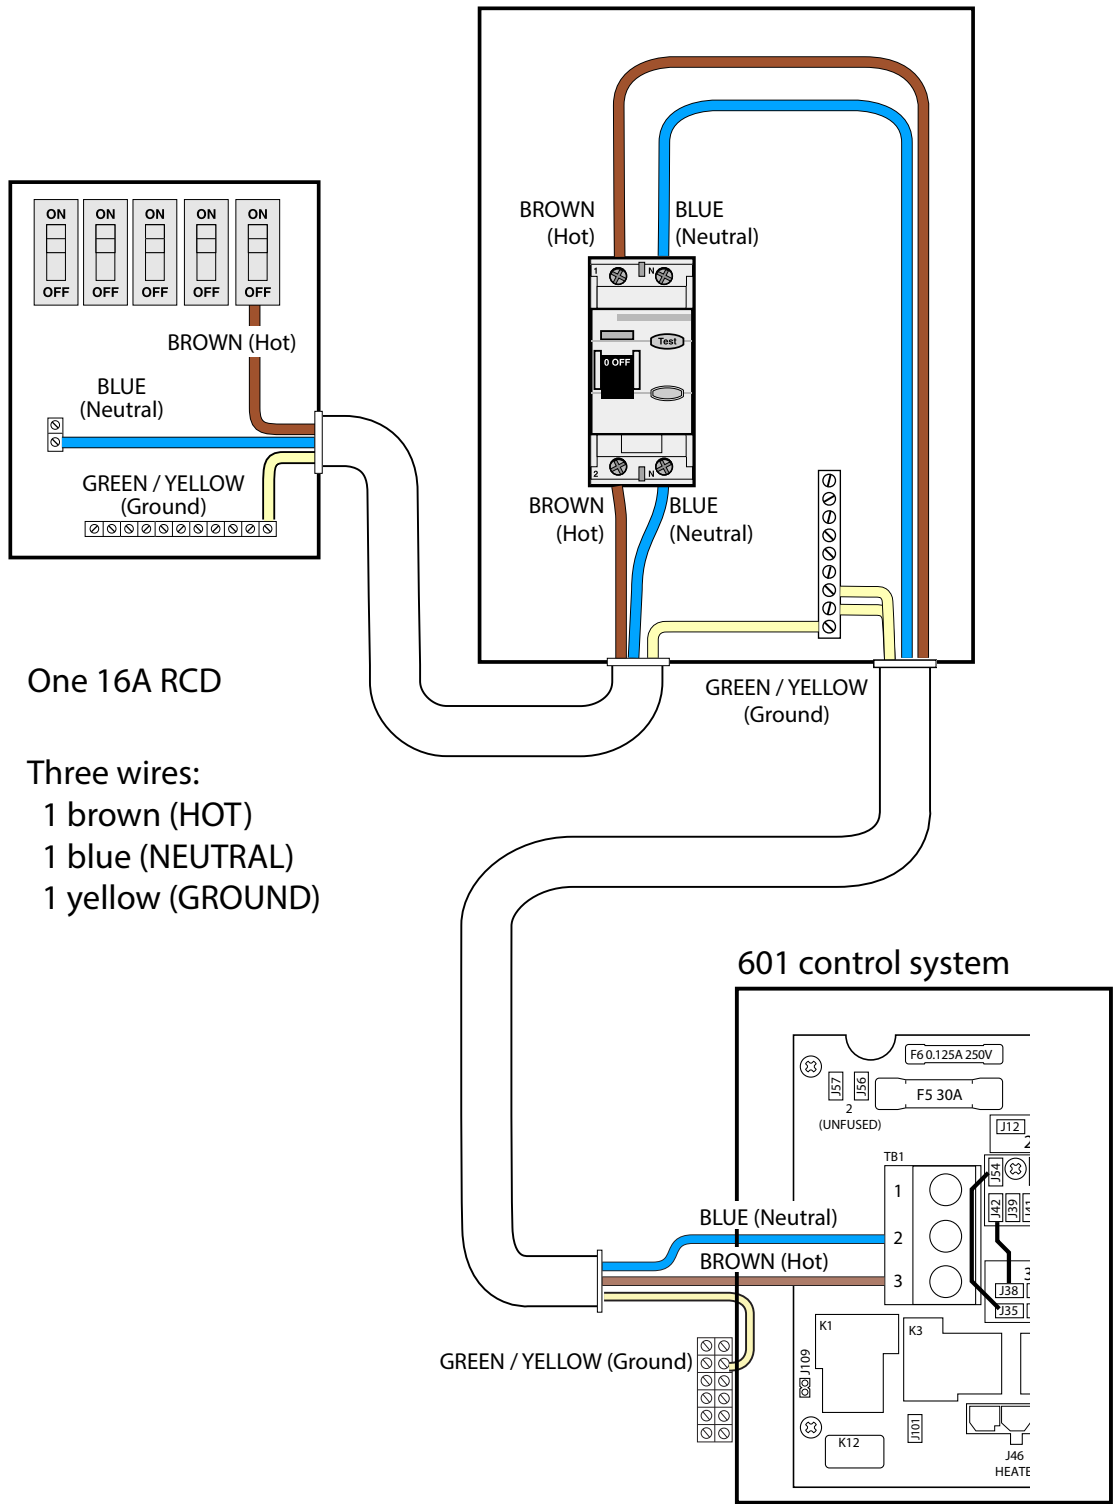 ON
ON
ON
ON
ON
OFF
OFF
OFF
OFF
OFF
BROWN (Hot)
BLUE
(Neutral)
GREEN / YELLOW
(Ground)
BROWN
(Hot)
BLUE
(Neutral)
1
N
Test
0 OFF
2
N
BROWN
(Hot)
BLUE
(Neutral)
GREEN / YELLOW
(Ground)
One 16A RCD
Three wires:
1 brown (HOT)
1 blue (NEUTRAL)
1 yellow (GROUND)
601 control system
F6 0.125A 250V
J57
J56
F5 30A
2
(UNFUSED)
J12
2
TB1
J54
1
J42
J39
J41
BLUE (Neutral)
2
BROWN (Hot)
3
3
J38
J35
K1
K3
GREEN / YELLOW (Ground)
J109
J101
K12
J46
HEATE